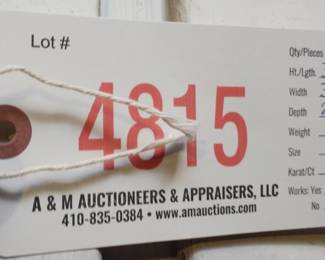 Lot #
4815
A & M AUCTIONEERS & APPRAISERS, LLC
410-835-0384 • www.amauctions.com
Qty/Pieces
Ht./Lgth.
Width
Depth
Weight
Size
Karat/Ct
Works: Yes
No